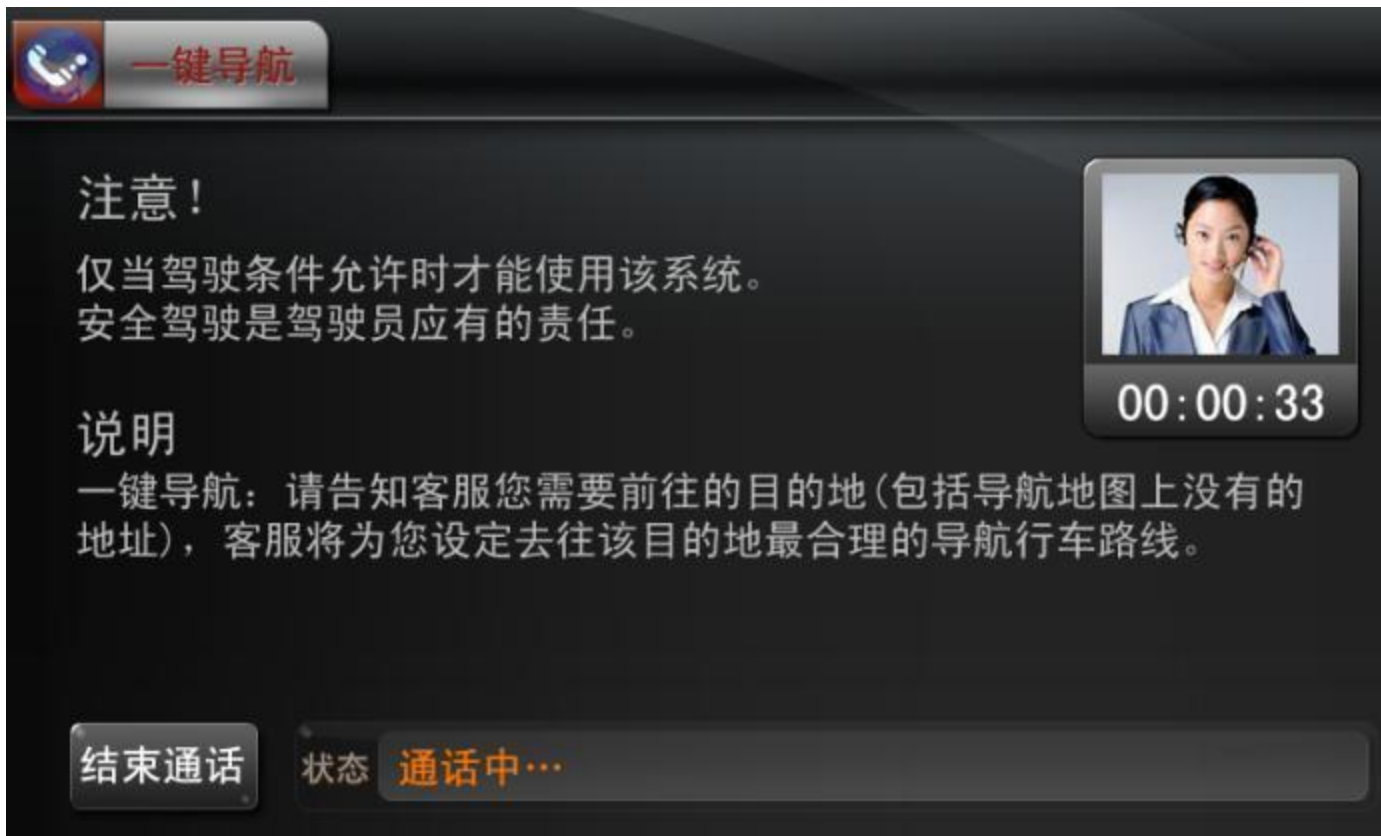 一键导航
注意!
仅当驾驶条件允许时才能使用该系统。
安全驾驶是驾驶员应有的责任。
00:00:33
说明
一键导航: 请告知客服您需要前往的目的地(包括导航地图上没有的
地址), 客服将为您设定去往该目的地最合理的导航行车路线。
结束通话
状态 通话中…